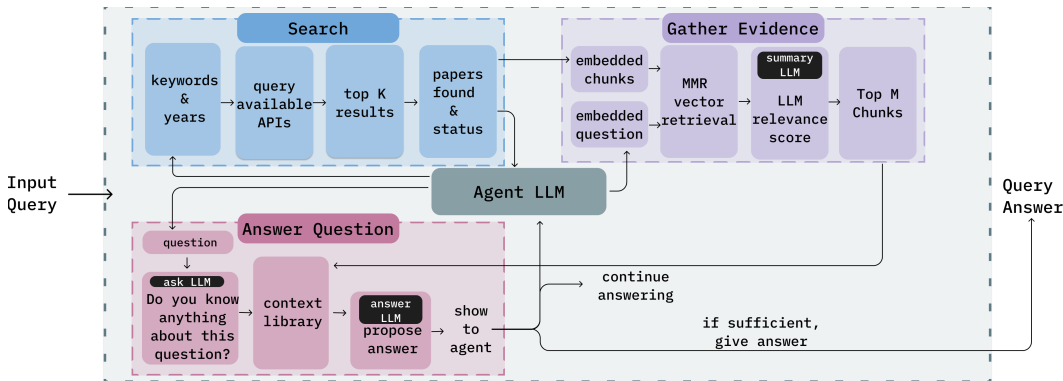 Search
keywords
&
years
query
available
APIs
top K
results
papers
found
&
status
Gather Evidence
embedded
chunks
embedded
question
MMR
vector
retrieval
summary
LLM
LLM
relevance
score
Top M
Chunks
Input
Query
Agent LLM
Query
Answer
Answer Question
question
ask LLM
Do you know
anything
about this
question?
context
library
answer
LLM
propose
answer
show
to
agent
continue
answering
if sufficient,
give answer